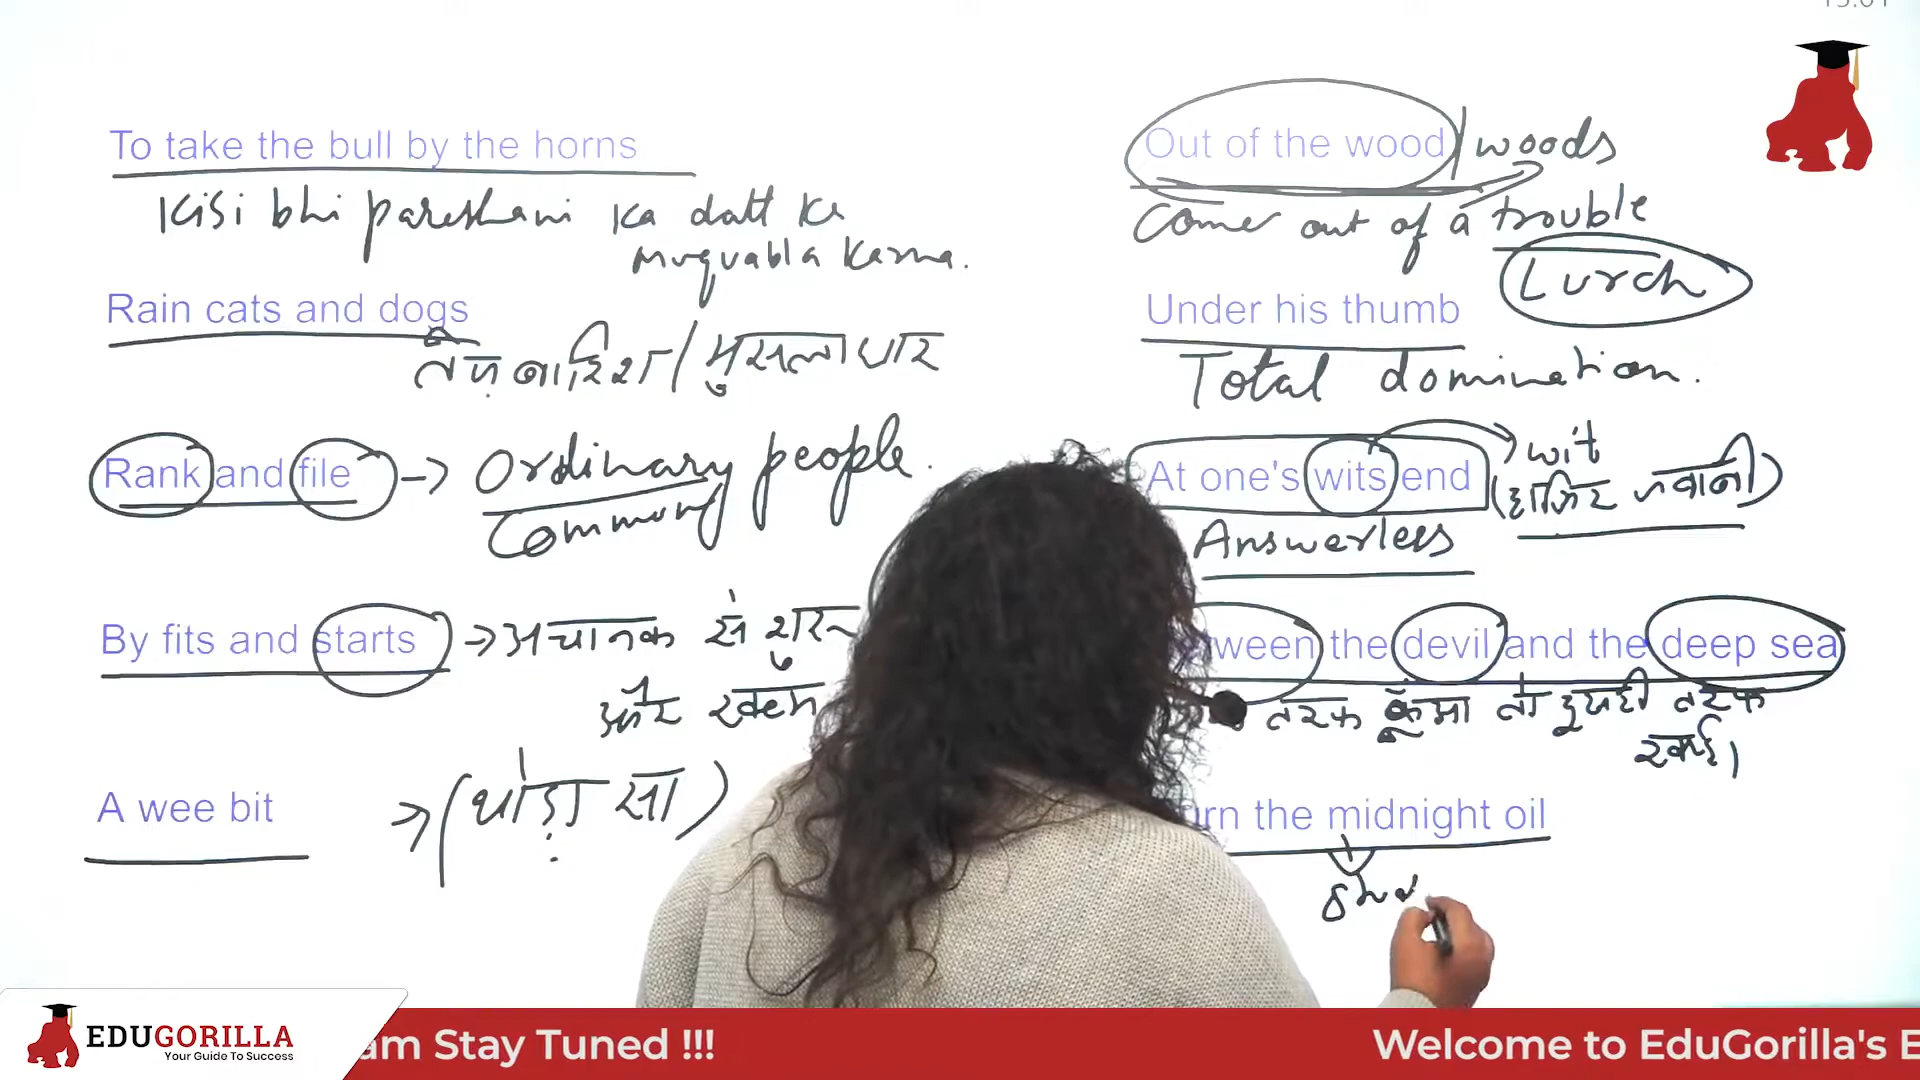 To take the bull by the horns
Kisi bhi pareshani ka datt ke
muquabla karna.
Rain cats and dogs
तेज़ बारिश / मुसलाधार
Rank and file -> Ordinary people.
Common
By fits and starts -> अचानक से शुरू
और खत्म
A wee bit -> (थोड़ा सा)
Out of the wood / woods
Come out of a trouble
Lurch
Under his thumb
Total domination.
At one's wits end -> wit
(हाजिर जवाबी)
Answerless
the devil and the deep sea
तरफ कुँआ तो दूसरी तरफ
खाई।
the midnight oil
EDUGORILLA
Your Guide To Success
am Stay Tuned !!!
Welcome to EduGorilla's E